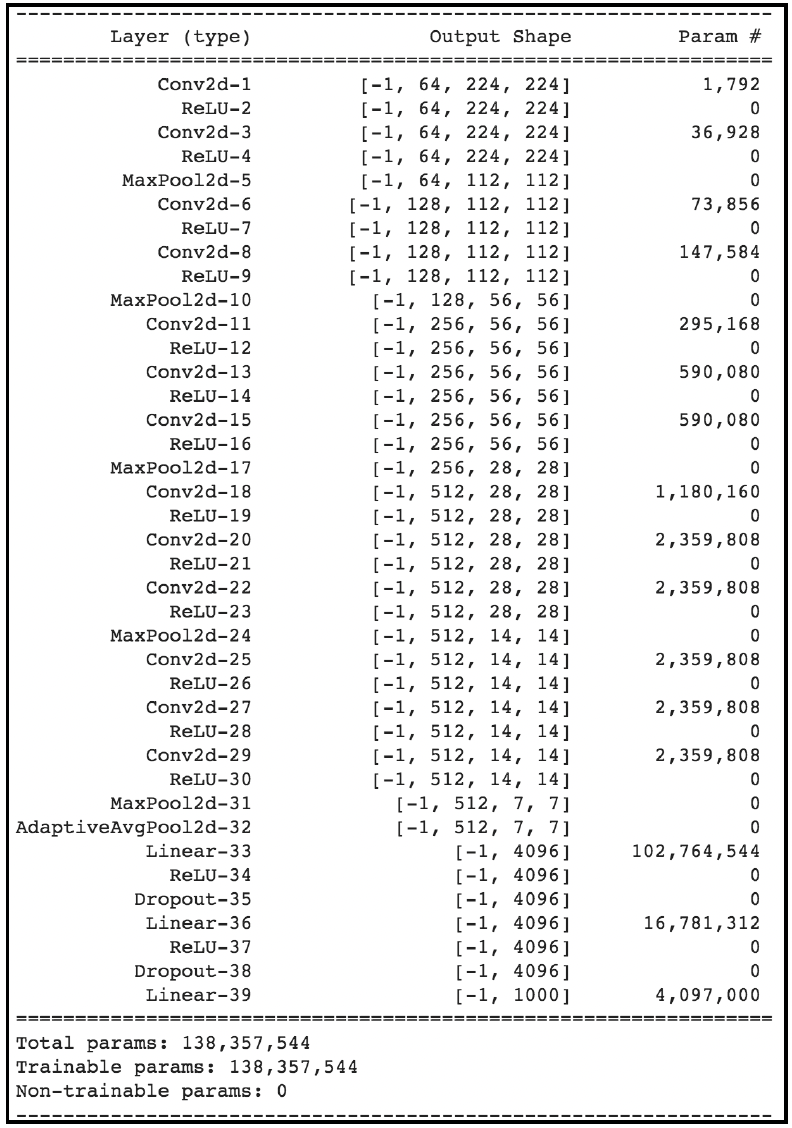 ----------------------------------------------------------------
        Layer (type)               Output Shape         Param #
================================================================
            Conv2d-1         [-1, 64, 224, 224]           1,792
              ReLU-2         [-1, 64, 224, 224]               0
            Conv2d-3         [-1, 64, 224, 224]          36,928
              ReLU-4         [-1, 64, 224, 224]               0
         MaxPool2d-5         [-1, 64, 112, 112]               0
            Conv2d-6        [-1, 128, 112, 112]          73,856
              ReLU-7        [-1, 128, 112, 112]               0
            Conv2d-8        [-1, 128, 112, 112]         147,584
              ReLU-9        [-1, 128, 112, 112]               0
        MaxPool2d-10          [-1, 128, 56, 56]               0
           Conv2d-11          [-1, 256, 56, 56]         295,168
             ReLU-12          [-1, 256, 56, 56]               0
           Conv2d-13          [-1, 256, 56, 56]         590,080
             ReLU-14          [-1, 256, 56, 56]               0
           Conv2d-15          [-1, 256, 56, 56]         590,080
             ReLU-16          [-1, 256, 56, 56]               0
        MaxPool2d-17          [-1, 256, 28, 28]               0
           Conv2d-18          [-1, 512, 28, 28]       1,180,160
             ReLU-19          [-1, 512, 28, 28]               0
           Conv2d-20          [-1, 512, 28, 28]       2,359,808
             ReLU-21          [-1, 512, 28, 28]               0
           Conv2d-22          [-1, 512, 28, 28]       2,359,808
             ReLU-23          [-1, 512, 28, 28]               0
        MaxPool2d-24          [-1, 512, 14, 14]               0
           Conv2d-25          [-1, 512, 14, 14]       2,359,808
             ReLU-26          [-1, 512, 14, 14]               0
           Conv2d-27          [-1, 512, 14, 14]       2,359,808
             ReLU-28          [-1, 512, 14, 14]               0
           Conv2d-29          [-1, 512, 14, 14]       2,359,808
             ReLU-30          [-1, 512, 14, 14]               0
        MaxPool2d-31            [-1, 512, 7, 7]               0
AdaptiveAvgPool2d-32            [-1, 512, 7, 7]               0
           Linear-33                 [-1, 4096]     102,764,544
             ReLU-34                 [-1, 4096]               0
          Dropout-35                 [-1, 4096]               0
           Linear-36                 [-1, 4096]      16,781,312
             ReLU-37                 [-1, 4096]               0
          Dropout-38                 [-1, 4096]               0
           Linear-39                 [-1, 1000]       4,097,000
================================================================
Total params: 138,357,544
Trainable params: 138,357,544
Non-trainable params: 0
----------------------------------------------------------------